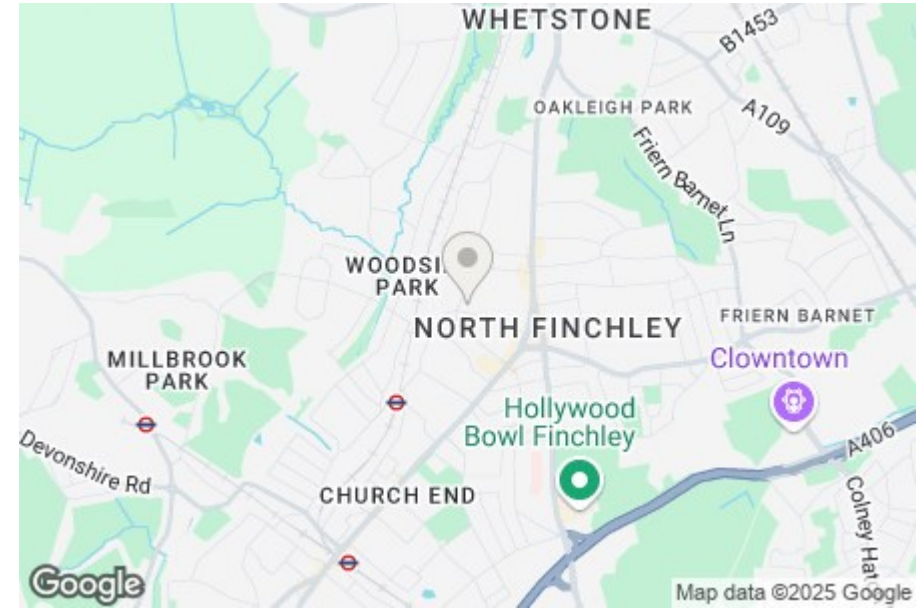 WHETSTONE
B1453
OAKLEIGH PARK
A109
Friern Barnet Ln
WOODSI
PARK
NORTH FINCHLEY
FRIERN BARNET
MILLBROOK
PARK
Clowntown
Hollywood
Bowl Finchley
A406
Devonshire Rd
CHURCH END
Colney Hat
Google
Map data ©2025 Google